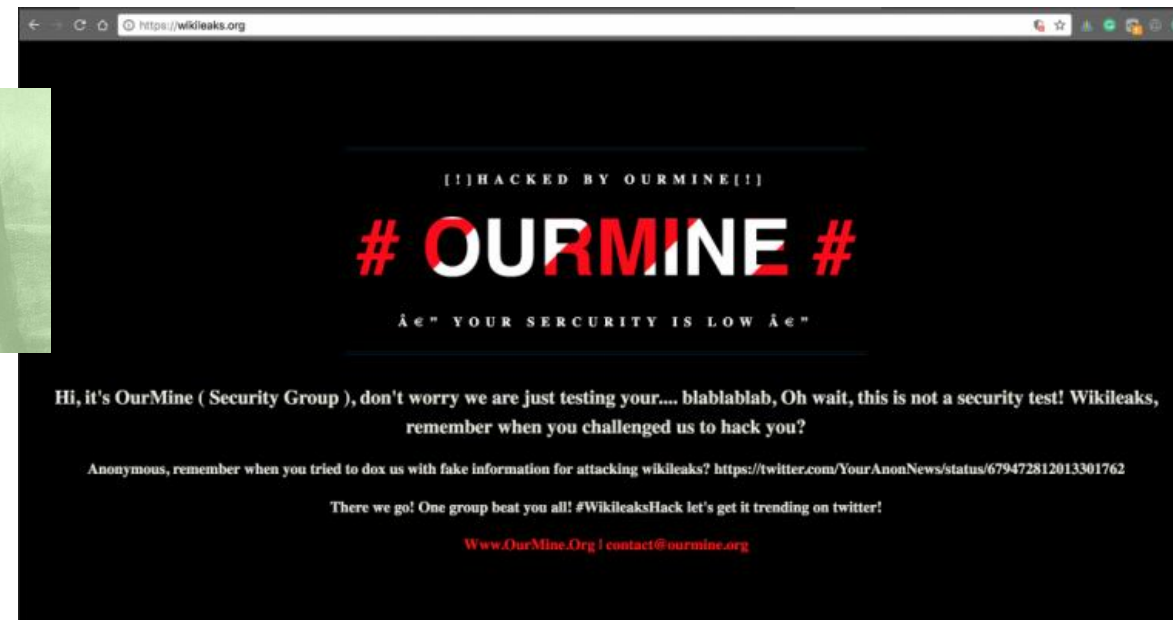 https://wikileaks.org
[!]HACKED BY OURMINE[!]
# OURMINE #
â€” YOUR SERCURITY IS LOW â€”
Hi, it's OurMine ( Security Group ), don't worry we are just testing your.... blablablab, Oh wait, this is not a security test! Wikileaks,
remember when you challenged us to hack you?
Anonymous, remember when you tried to dox us with fake information for attacking wikileaks? https://twitter.com/YourAnonNews/status/679472812013301762
There we go! One group beat you all! #WikileaksHack let's get it trending on twitter!
Www.OurMine.Org | contact@ourmine.org